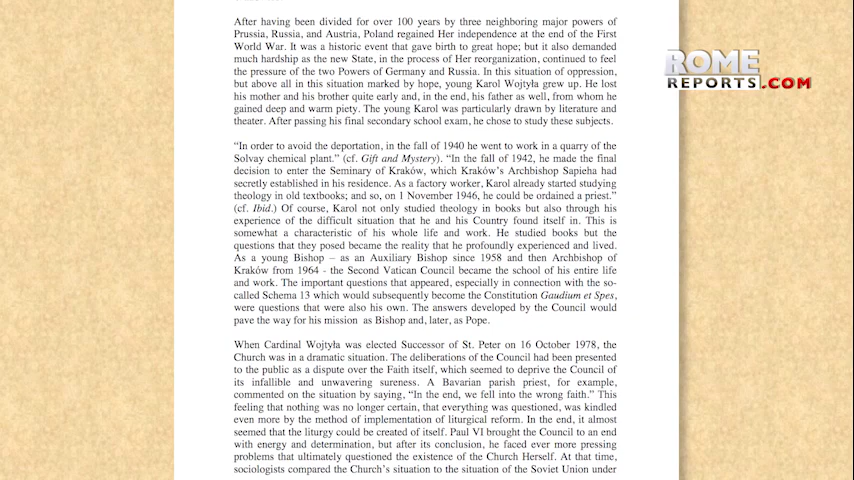 After having been divided for over 100 years by three neighboring major powers of
Prussia, Russia, and Austria, Poland regained Her independence at the end of the First
World War. It was a historic event that gave birth to great hope; but it also demanded
much hardship as the new State, in the process of Her reorganization, continued to feel
the pressure of the two Powers of Germany and Russia. In this situation of oppression,
but above all in this situation marked by hope, young Karol Wojtyła grew up. He lost
his mother and his brother quite early and, in the end, his father as well, from whom he
gained deep and warm piety. The young Karol was particularly drawn by literature and
theater. After passing his final secondary school exam, he chose to study these subjects.
“In order to avoid the deportation, in the fall of 1940 he went to work in a quarry of the
Solvay chemical plant.” (cf. Gift and Mystery). “In the fall of 1942, he made the final
decision to enter the Seminary of Kraków, which Kraków’s Archbishop Sapieha had
secretly established in his residence. As a factory worker, Karol already started studying
theology in old textbooks; and so, on 1 November 1946, he could be ordained a priest.”
(cf. Ibid.) Of course, Karol not only studied theology in books but also through his
experience of the difficult situation that he and his Country found itself in. This is
somewhat a characteristic of his whole life and work. He studied books but the
questions that they posed became the reality that he profoundly experienced and lived.
As a young Bishop – as an Auxiliary Bishop since 1958 and then Archbishop of
Kraków from 1964 - the Second Vatican Council became the school of his entire life
and work. The important questions that appeared, especially in connection with the so-
called Schema 13 which would subsequently become the Constitution Gaudium et Spes,
were questions that were also his own. The answers developed by the Council would
pave the way for his mission as Bishop and, later, as Pope.
When Cardinal Wojtyła was elected Successor of St. Peter on 16 October 1978, the
Church was in a dramatic situation. The deliberations of the Council had been presented
to the public as a dispute over the Faith itself, which seemed to deprive the Council of
its infallible and unwavering sureness. A Bavarian parish priest, for example,
commented on the situation by saying, “In the end, we fell into the wrong faith.” This
feeling that nothing was no longer certain, that everything was questioned, was kindled
even more by the method of implementation of liturgical reform. In the end, it almost
seemed that the liturgy could be created of itself. Paul VI brought the Council to an end
with energy and determination, but after its conclusion, he faced ever more pressing
problems that ultimately questioned the existence of the Church Herself. At that time,
sociologists compared the Church’s situation to the situation of the Soviet Union under
ROME
REPORTS.COM